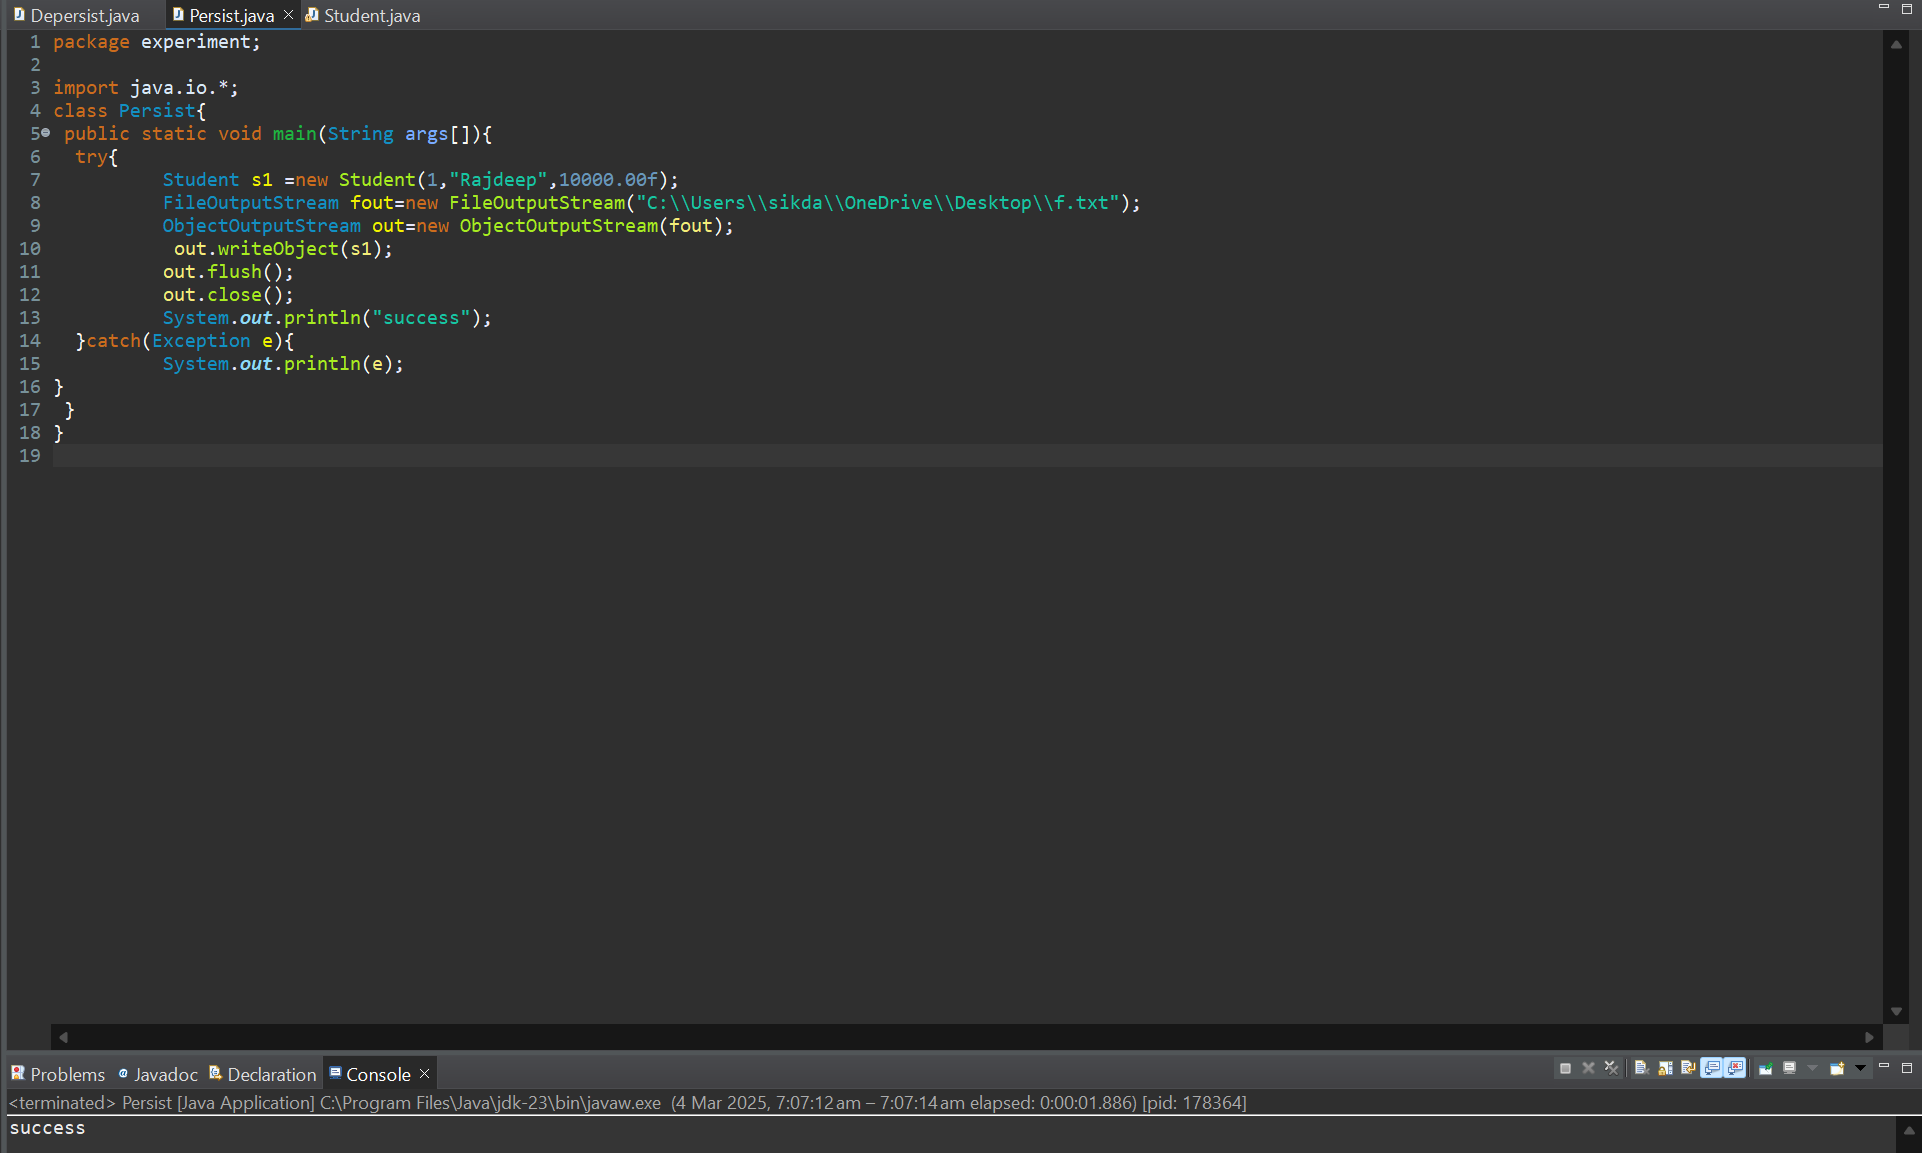 Depersist.java Persist.java Student.java
1 package experiment;
2
3 import java.io.*;
4 class Persist{
5 public static void main(String args[]){
6 try{
7 Student s1 =new Student(1,"Rajdeep",10000.00f);
8 FileOutputStream fout=new FileOutputStream("C:\\Users\\sikda\\OneDrive\\Desktop\\f.txt");
9 ObjectOutputStream out=new ObjectOutputStream(fout);
10 out.writeObject(s1);
11 out.flush();
12 out.close();
13 System.out.println("success");
14 }catch(Exception e){
15 System.out.println(e);
16 }
17 }
18 }
19
Problems @ Javadoc Declaration Console
<terminated> Persist [Java Application] C:\Program Files\Java\jdk-23\bin\javaw.exe (4 Mar 2025, 7:07:12 am – 7:07:14 am elapsed: 0:00:01.886) [pid: 178364]
success